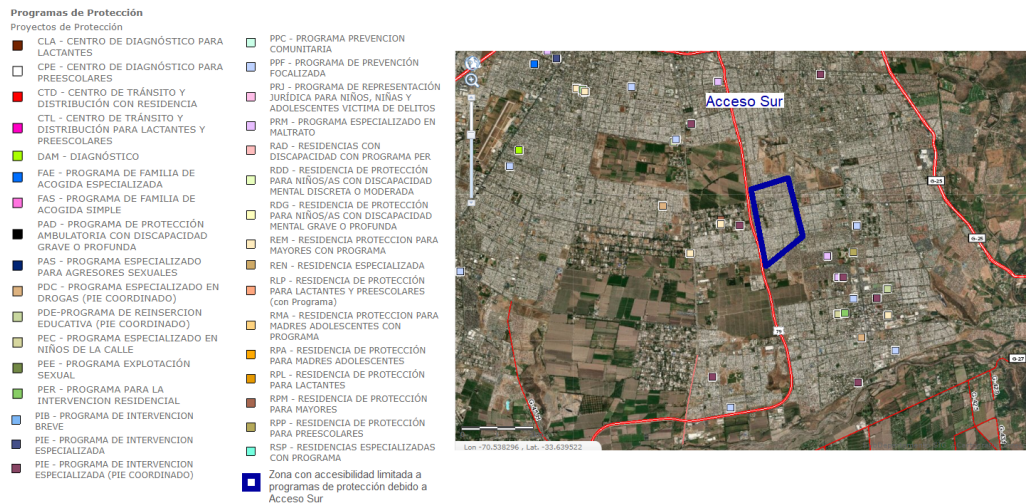 Programas de Protección
Proyectos de Protección
CLA - CENTRO DE DIAGNÓSTICO PARA
LACTANTES
CPE - CENTRO DE DIAGNÓSTICO PARA
PREESCOLARES
CTD - CENTRO DE TRÁNSITO Y
DISTRIBUCIÓN CON RESIDENCIA
CTL - CENTRO DE TRÁNSITO Y
DISTRIBUCIÓN PARA LACTANTES Y
PREESCOLARES
DAM - DIAGNÓSTICO
FAE - PROGRAMA DE FAMILIA DE
ACOGIDA ESPECIALIZADA
FAS - PROGRAMA DE FAMILIA DE
ACOGIDA SIMPLE
PAD - PROGRAMA DE PROTECCIÓN
AMBULATORIA CON DISCAPACIDAD
GRAVE O PROFUNDA
PAS - PROGRAMA ESPECIALIZADO
PARA AGRESORES SEXUALES
PDC - PROGRAMA ESPECIALIZADO EN
DROGAS (PIE COORDINADO)
PDE-PROGRAMA DE REINSERCION
EDUCATIVA (PIE COORDINADO)
PEC - PROGRAMA ESPECIALIZADO EN
NIÑOS DE LA CALLE
PEE - PROGRAMA EXPLOTACIÓN
SEXUAL
PER - PROGRAMA PARA LA
INTERVENCION RESIDENCIAL
PIB - PROGRAMA DE INTERVENCION
BREVE
PIE - PROGRAMA DE INTERVENCION
ESPECIALIZADA
PIE - PROGRAMA DE INTERVENCION
ESPECIALIZADA (PIE COORDINADO)
PPC - PROGRAMA PREVENCION
COMUNITARIA
PPF - PROGRAMA DE PREVENCIÓN
FOCALIZADA
PRJ - PROGRAMA DE REPRESENTACIÓN
JURÍDICA PARA NIÑOS, NIÑAS Y
ADOLESCENTES VICTIMA DE DELITOS
PRM - PROGRAMA ESPECIALIZADO EN
MALTRATO
RAD - RESIDENCIAS CON
DISCAPACIDAD CON PROGRAMA PER
RDD - RESIDENCIA DE PROTECCIÓN
PARA NIÑOS/AS CON DISCAPACIDAD
MENTAL DISCRETA O MODERADA
RDG - RESIDENCIA DE PROTECCIÓN
PARA NIÑOS/AS CON DISCAPACIDAD
MENTAL GRAVE O PROFUNDA
REM - RESIDENCIA PROTECCION PARA
MAYORES CON PROGRAMA
REN - RESIDENCIA ESPECIALIZADA
RLP - RESIDENCIA DE PROTECCIÓN
PARA LACTANTES Y PREESCOLARES
(con Programa)
RMA - RESIDENCIA PROTECCION PARA
MADRES ADOLESCENTES CON
PROGRAMA
RPA - RESIDENCIA DE PROTECCIÓN
PARA MADRES ADOLESCENTES
RPL - RESIDENCIA DE PROTECCIÓN
PARA LACTANTES
RPM - RESIDENCIA DE PROTECCIÓN
PARA MAYORES
RPP - RESIDENCIA DE PROTECCIÓN
PARA PREESCOLARES
RSP - RESIDENCIAS ESPECIALIZADAS
CON PROGRAMA
Zona con accesibilidad limitada a
programas de protección debido a
Acceso Sur
Acceso Sur
G-25
G-25
79
G-27
Lon -70.538296 , Lat. -33.639522